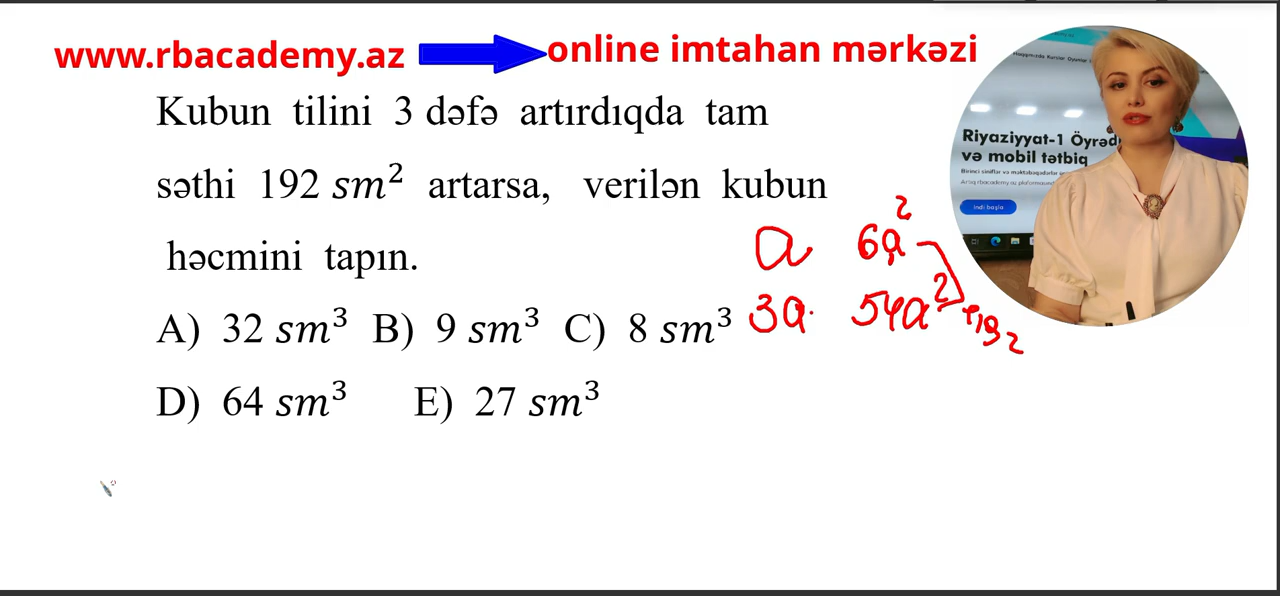 www.rbacademy.az online imtahan mərkəzi
Kubun tilini 3 dəfə artırdıqda tam
səthi 192 sm² artarsa, verilən kubun
həcmini tapın.
A) 32 sm³ B) 9 sm³ C) 8 sm³
D) 64 sm³ E) 27 sm³
a 6a²
3a 54a² +192
Riyaziyyat-1 Öyrəd
və mobil tətbiq
İndi başla